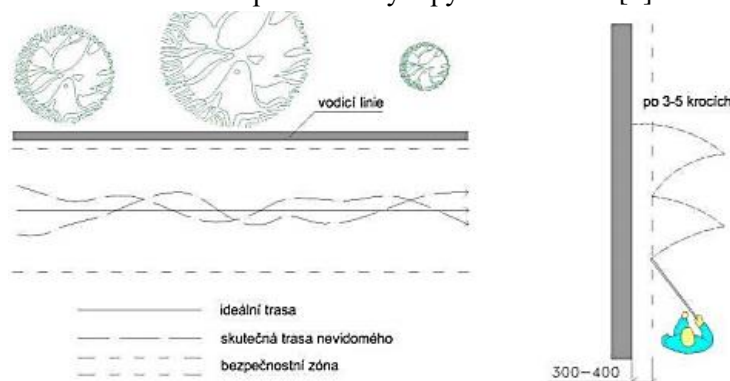 vodicí linie
po 3-5 krocích
ideální trasa
skutečná trasa nevidomého
bezpečnostní zóna
300-400